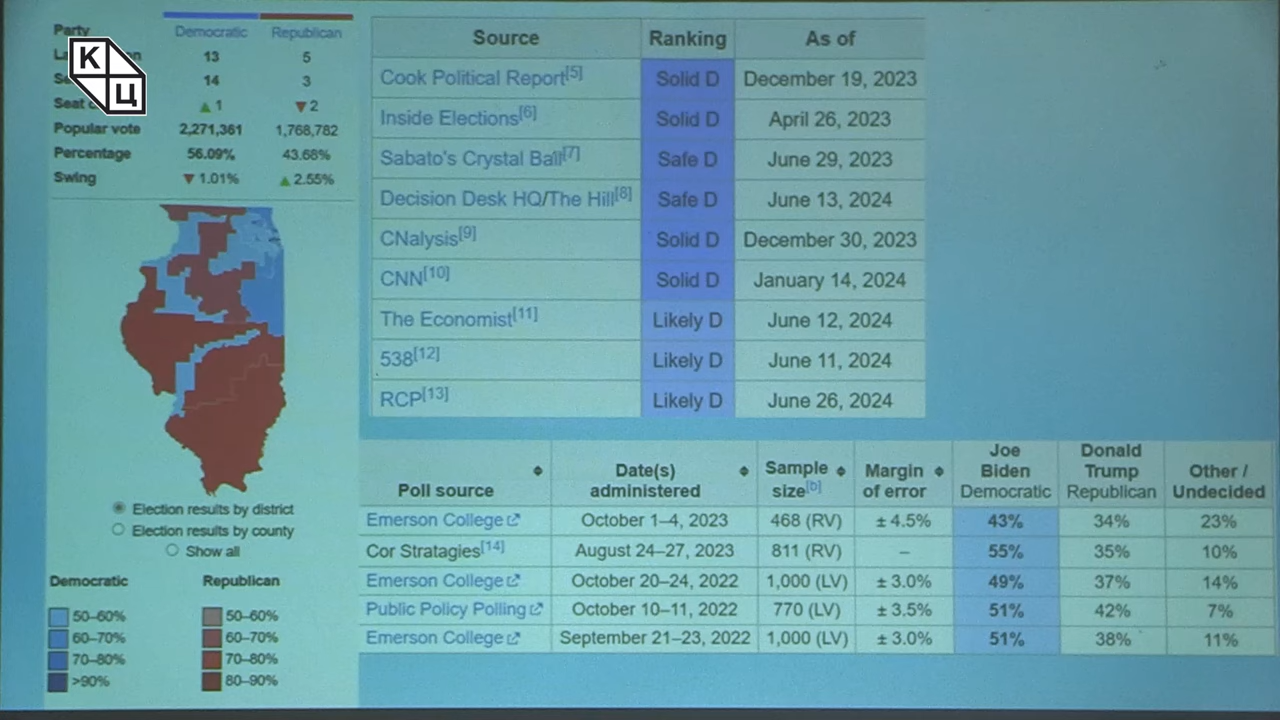 К
Ц
Party Democratic Republican
13 5
14 3
Seat ▲1 ▼2
Popular vote 2,271,361 1,768,782
Percentage 56.09% 43.68%
Swing ▼1.01% ▲2.55%
Election results by district
Election results by county
Show all
Democratic Republican
50–60% 50–60%
60–70% 60–70%
70–80% 70–80%
>90% 80–90%
Source Ranking As of
Cook Political Report[5] Solid D December 19, 2023
Inside Elections[6] Solid D April 26, 2023
Sabato's Crystal Ball[7] Safe D June 29, 2023
Decision Desk HQ/The Hill[8] Safe D June 13, 2024
CNalysis[9] Solid D December 30, 2023
CNN[10] Solid D January 14, 2024
The Economist[11] Likely D June 12, 2024
538[12] Likely D June 11, 2024
RCP[13] Likely D June 26, 2024
Poll source Date(s) administered Sample size[b] Margin of error Joe Biden Democratic Donald Trump Republican Other / Undecided
Emerson College October 1–4, 2023 468 (RV) ± 4.5% 43% 34% 23%
Cor Stratagies[14] August 24–27, 2023 811 (RV) – 55% 35% 10%
Emerson College October 20–24, 2022 1,000 (LV) ± 3.0% 49% 37% 14%
Public Policy Polling October 10–11, 2022 770 (LV) ± 3.5% 51% 42% 7%
Emerson College September 21–23, 2022 1,000 (LV) ± 3.0% 51% 38% 11%